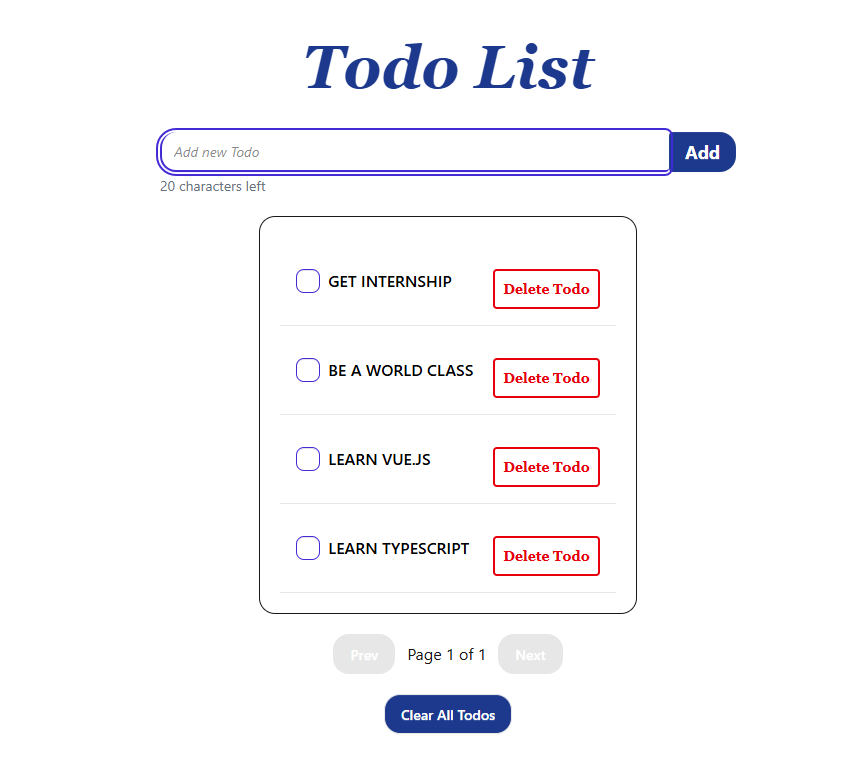 Todo List
Add new Todo
Add
20 characters left
GET INTERNSHIP
Delete Todo
BE A WORLD CLASS
Delete Todo
LEARN VUE.JS
Delete Todo
LEARN TYPESCRIPT
Delete Todo
Prev Page 1 of 1 Next
Clear All Todos